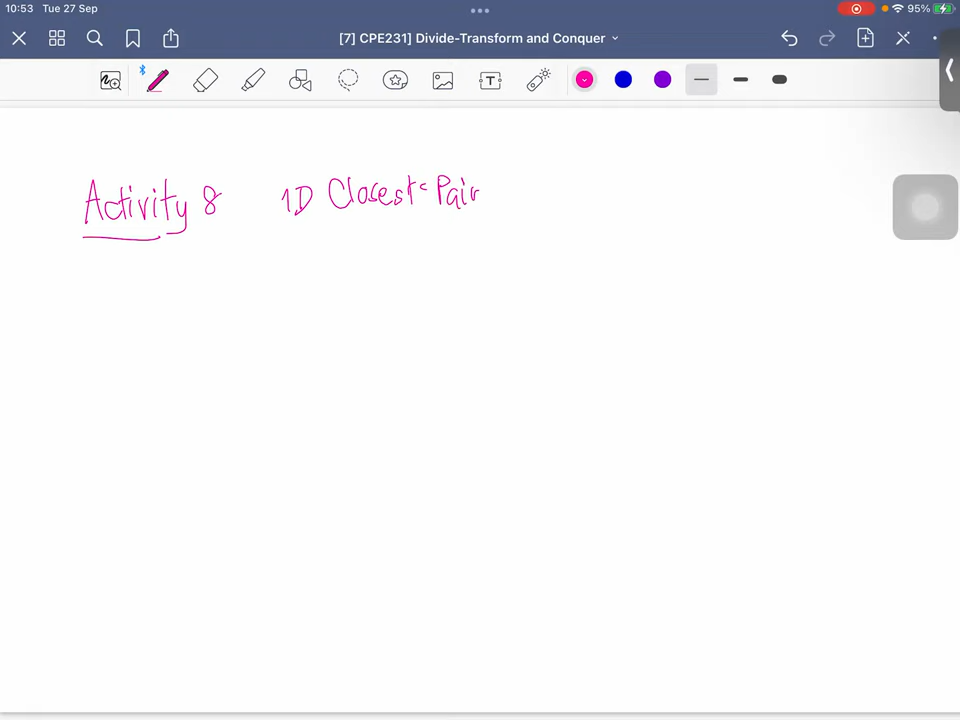 10:53 Tue 27 Sep 95%
[7] CPE231] Divide-Transform and Conquer
T
Activity 8 1D Closest-Pair